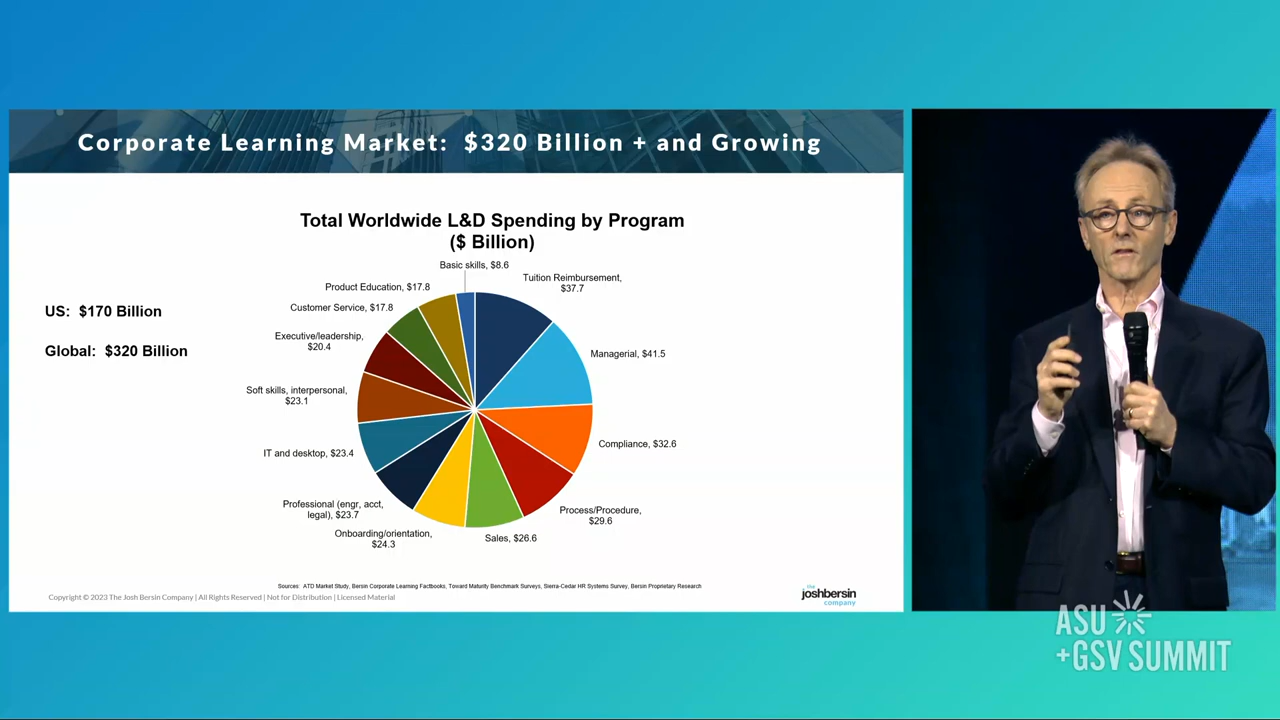 Corporate Learning Market: $320 Billion + and Growing
Total Worldwide L&D Spending by Program
($ Billion)
US: $170 Billion
Global: $320 Billion
Basic skills, $8.6
Tuition Reimbursement,
$37.7
Managerial, $41.5
Compliance, $32.6
Process/Procedure,
$29.6
Sales, $26.6
Onboarding/orientation,
$24.3
Professional (engr, acct,
legal), $23.7
IT and desktop, $23.4
Soft skills, interpersonal,
$23.1
Executive/leadership,
$20.4
Customer Service, $17.8
Product Education, $17.8
Sources: ATD Market Study, Bersin Corporate Learning Factbooks, Toward Maturity Benchmark Surveys, Sierra-Cedar HR Systems Survey, Bersin Proprietary Research
Copyright © 2023 The Josh Bersin Company | All Rights Reserved | Not for Distribution | Licensed Material
the
joshbersin
company
ASU
+GSV SUMMIT